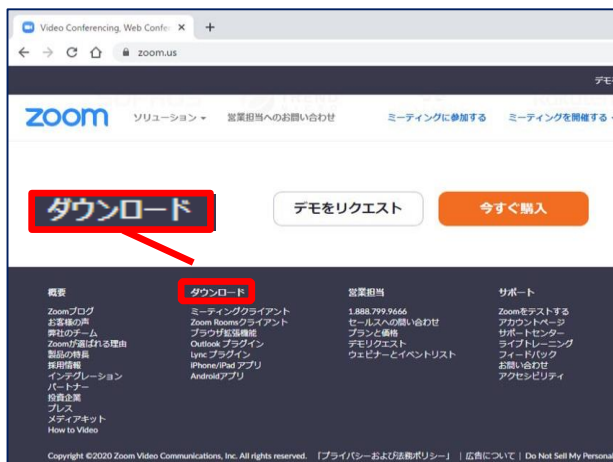 Video Conferencing, Web Confe
zoom.us
デモ
zoom ソリューション 営業担当へのお問い合わせ ミーティングに参加する ミーティングを開催する
ダウンロード デモをリクエスト 今すぐ購入
概要
Zoomブログ
お客様の声
弊社のチーム
Zoomが選ばれる理由
製品の特長
採用情報
インテグレーション
パートナー
投資企業
プレス
メディアキット
How to Video
ダウンロード
ミーティングクライアント
Zoom Roomsクライアント
ブラウザ拡張機能
Outlook プラグイン
Lync プラグイン
iPhone/iPad アプリ
Androidアプリ
営業担当
1.888.799.9666
セールスへの問い合わせ
プランと価格
デモリクエスト
ウェビナーとイベントリスト
サポート
Zoomをテストする
アカウントページ
サポートセンター
ライブトレーニング
フィードバック
お問い合わせ
アクセシビリティ
Copyright ©2020 Zoom Video Communications, Inc. All rights reserved. 「プライバシーおよび法務ポリシー」 | 広告について | Do Not Sell My Personal